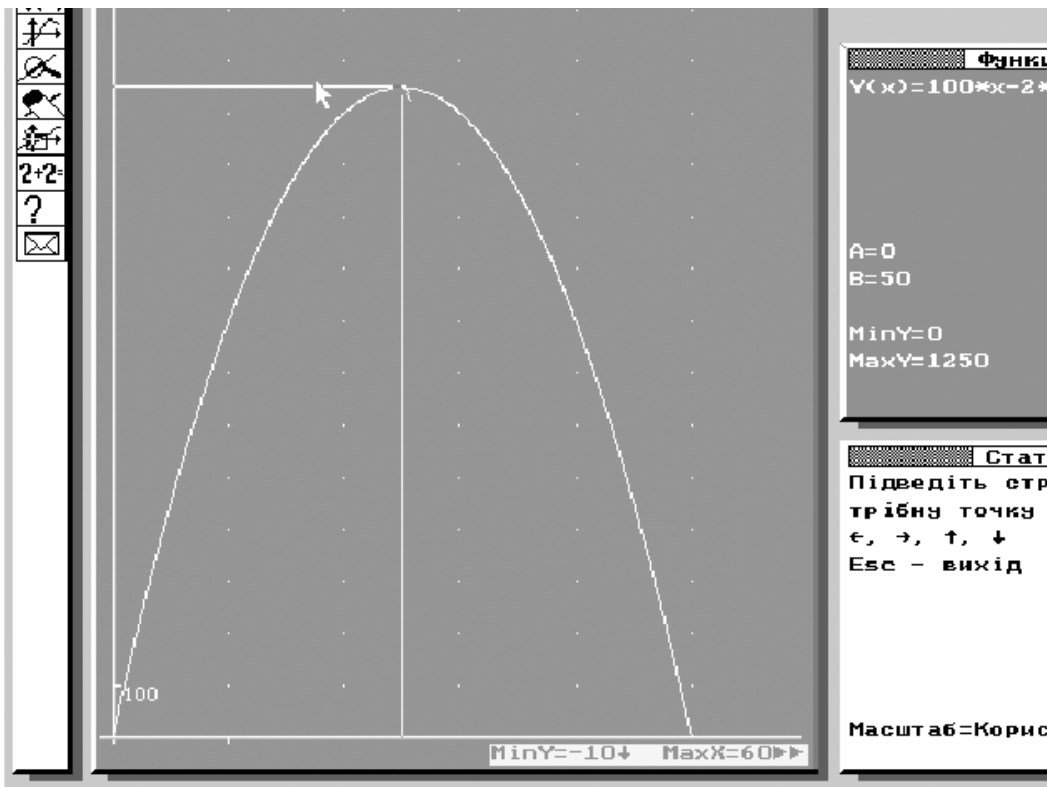 2+2=
?
100
MinY=-10↓ MaxX=60►►
Функц
Y(x)=100*x-2*
A=0
B=50
MinY=0
MaxY=1250
Стат
Підведіть стр
трібну точку
←, →, ↑, ↓
Esc - вихід
Масштаб=Корис